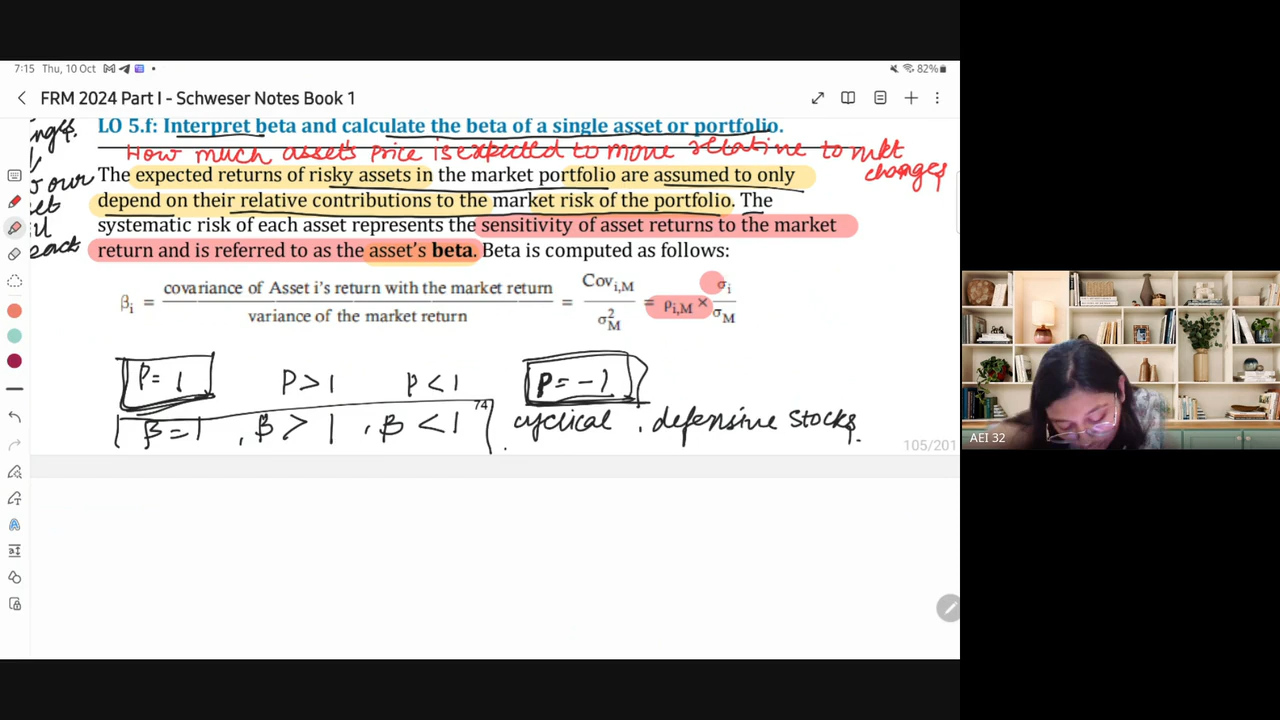 7:15 Thu, 10 Oct 82%
FRM 2024 Part I - Schweser Notes Book 1
nges.
LO 5.f: Interpret beta and calculate the beta of a single asset or portfolio.
How much assets price is expected to move relative to mkt changes
The expected returns of risky assets in the market portfolio are assumed to only
our
depend on their relative contributions to the market risk of the portfolio. The
systematic risk of each asset represents the sensitivity of asset returns to the market
return and is referred to as the asset's beta. Beta is computed as follows:
βi = covariance of Asset i's return with the market return / variance of the market return = Cov i,M / σ²M = ρi,M × σi / σM
P = 1 P > 1 P < 1 P = -1
74
β = 1 , β > 1 , β < 1 cyclical , defensive stocks.
105/201
AEI 32